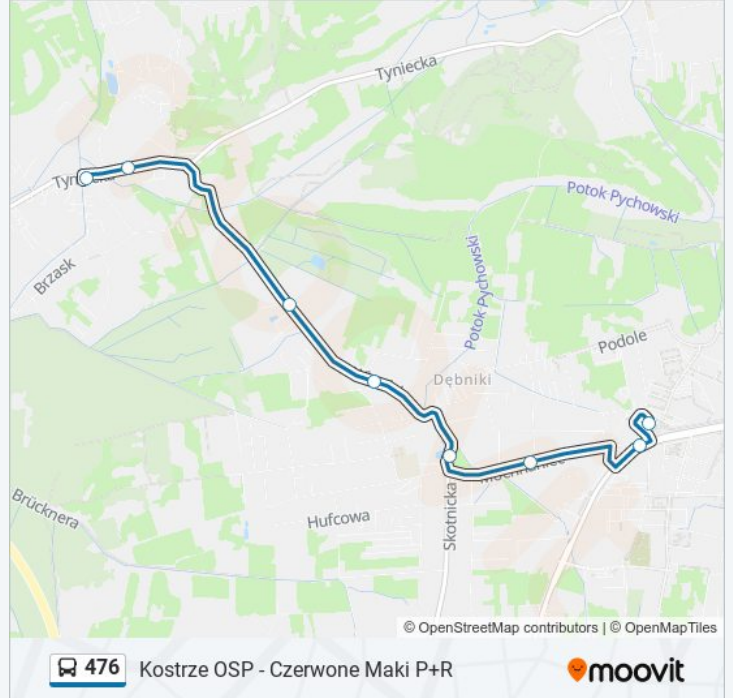 Tyniecka
Potok Pychowski
Brzask
Potok Pychowski
Podole
Dębniki
Brücknera
Hufcowa
Skotnicka
© OpenStreetMap contributors | © OpenMapTiles
476 Kostrze OSP - Czerwone Maki P+R
moovit